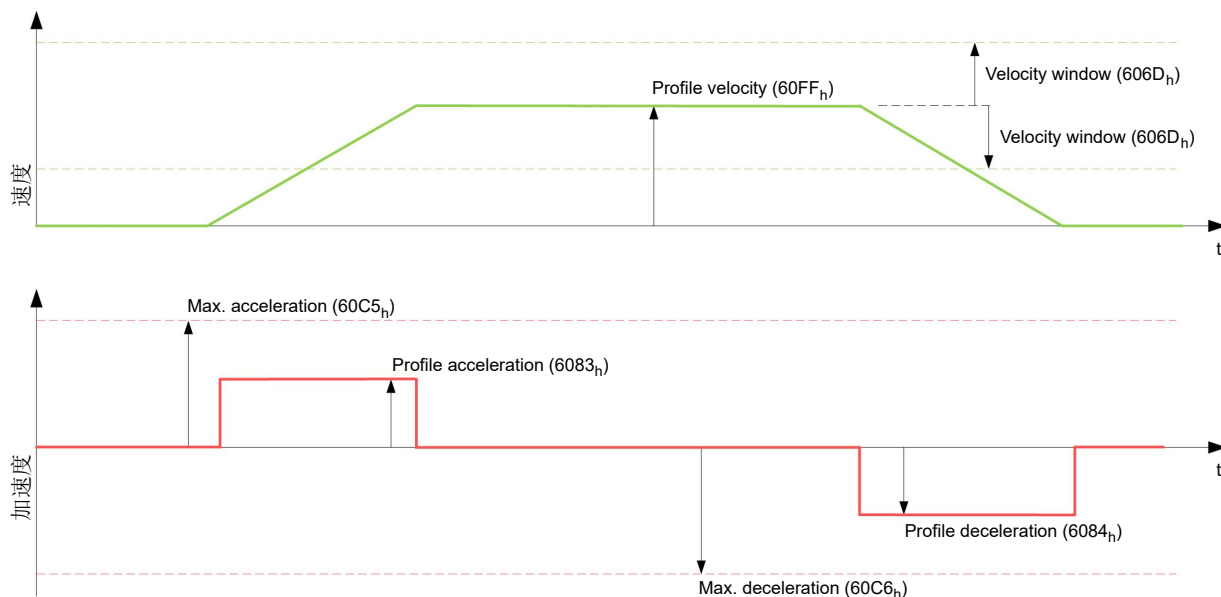 Velocity window (606Dh)
Profile velocity (60FFh)
Velocity window (606Dh)
速度
t
Max. acceleration (60C5h)
Profile acceleration (6083h)
加速度
t
Profile deceleration (6084h)
Max. deceleration (60C6h)